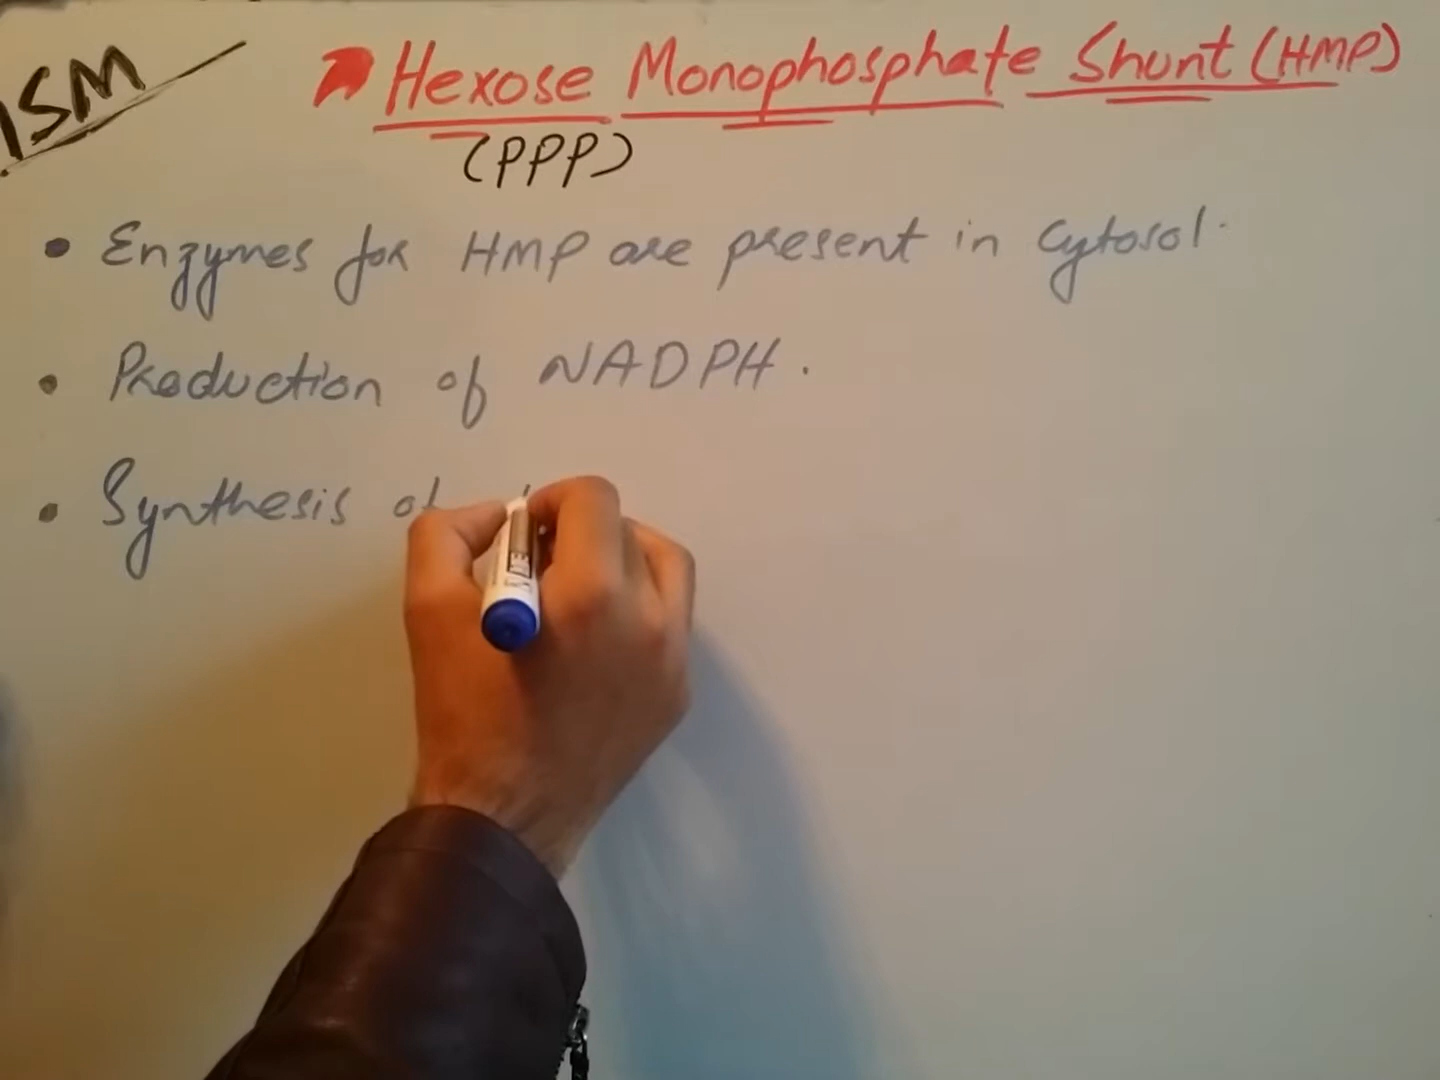 ISM
Hexose Monophosphate Shunt (HMP)
(PPP)
• Enzymes for HMP are present in Cytosol.
• Production of NADPH.
• Synthesis of